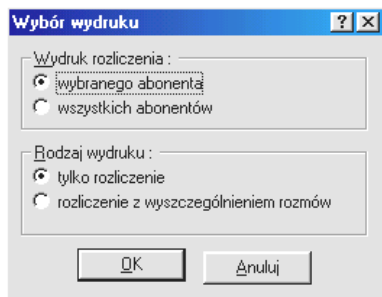 Wybór wydruku
Wydruk rozliczenia :
wybranego abonenta
wszystkich abonentów
Rodzaj wydruku :
tylko rozliczenie
rozliczenie z wyszczególnieniem rozmów
OK Anuluj